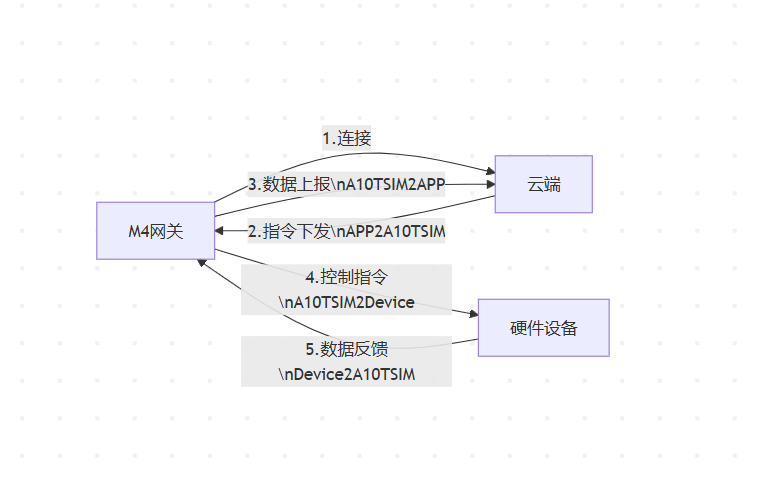 1.连接
云端
3.数据上报\nA10TSIM2APP
M4网关
2.指令下发\nAPP2A10TSIM
4.控制指令
\nA10TSIM2Device
硬件设备
5.数据反馈
\nDevice2A10TSIM